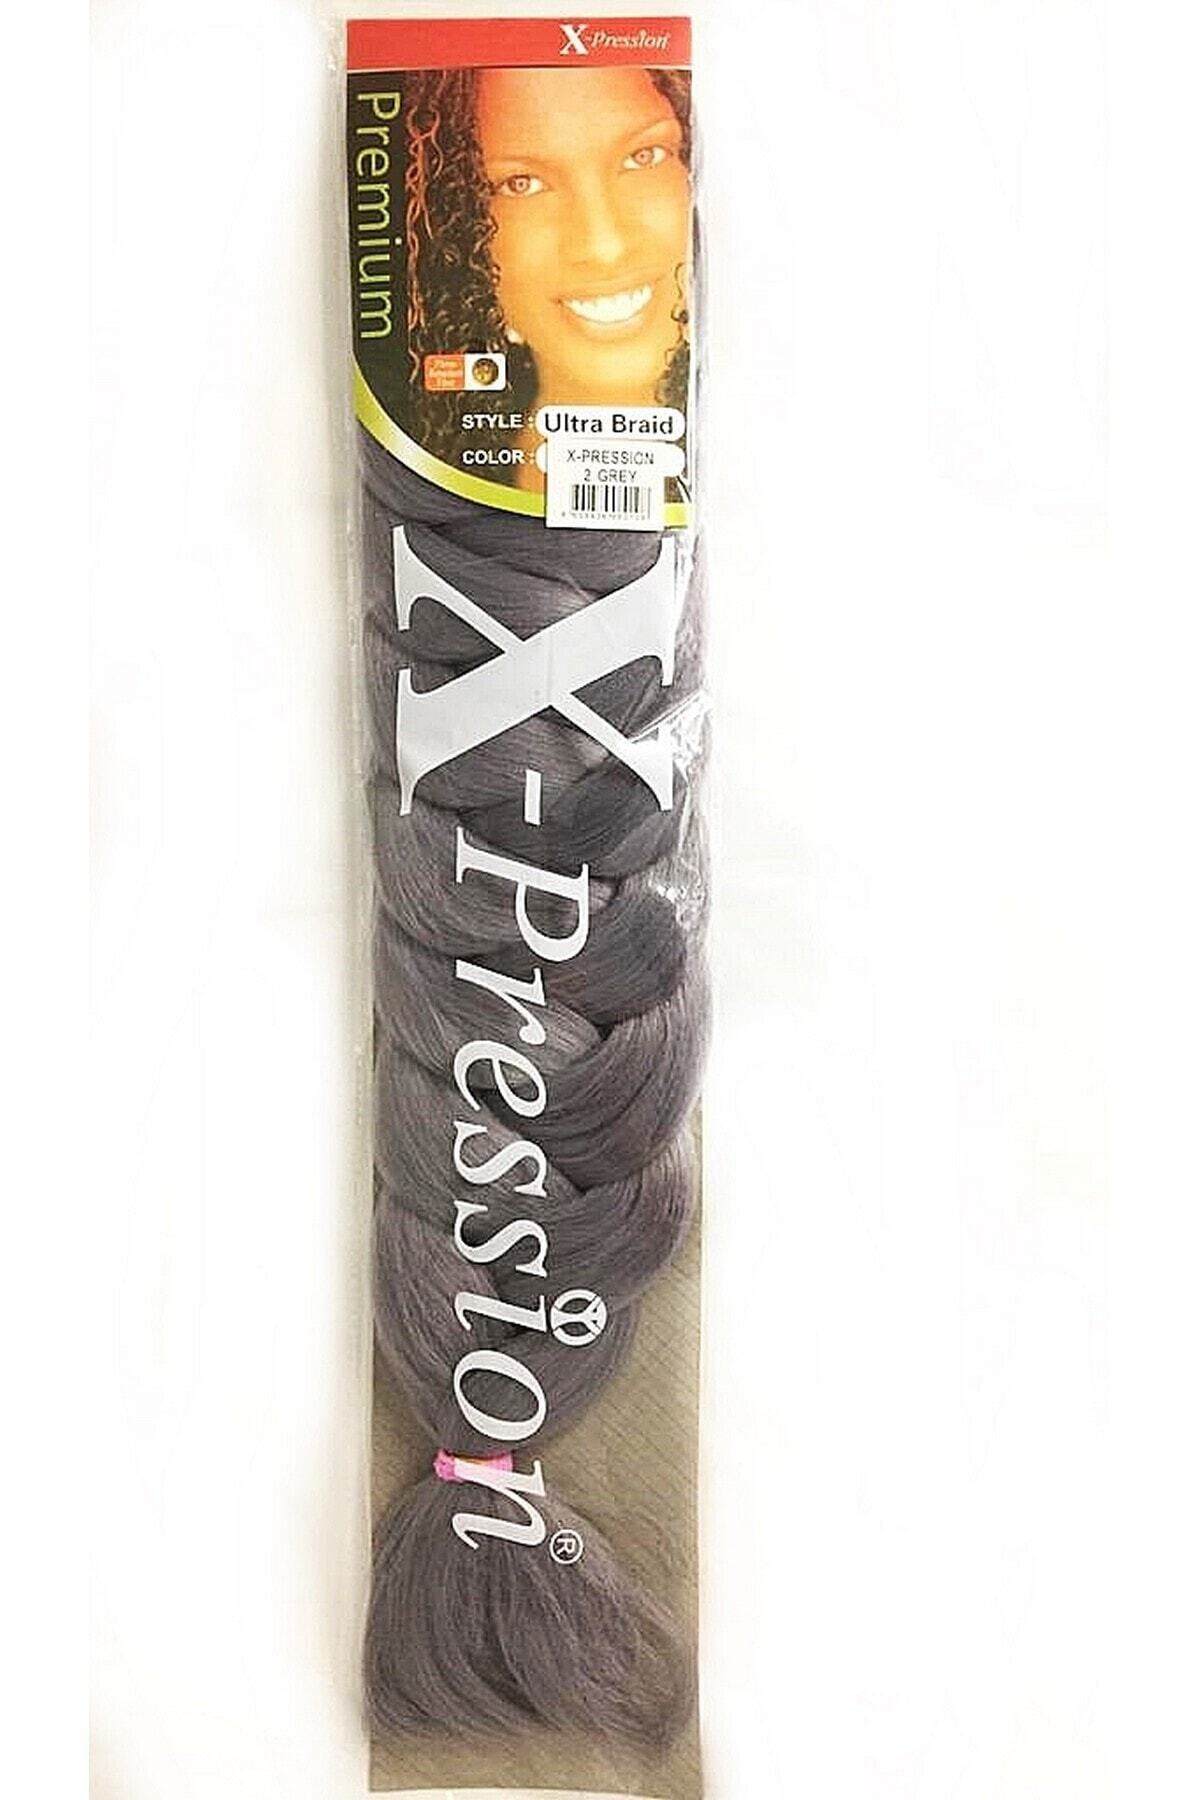 X-Pression
Premium
STYLE : Ultra Braid
COLOR :
X-PRESSION
2 GREY
X-Pression®